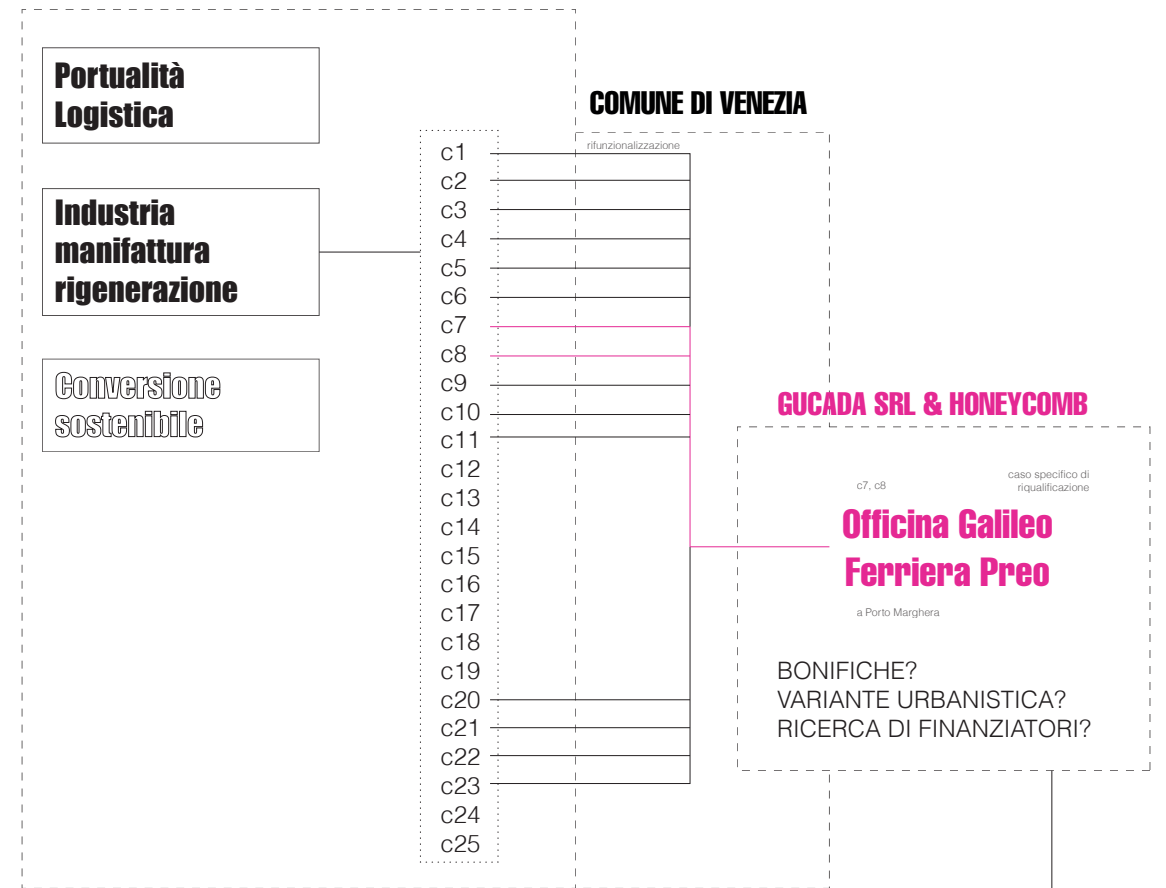 Portualità
Logistica
Industria
manifattura
rigenerazione
Conversione
sostenibile
COMUNE DI VENEZIA
rifunzionalizzazione
c1
c2
c3
c4
c5
c6
c7
c8
c9
c10
c11
c12
c13
c14
c15
c16
c17
c18
c19
c20
c21
c22
c23
c24
c25
GUCADA SRL & HONEYCOMB
c7, c8
caso specifico di
riqualificazione
Officina Galileo
Ferriera Preo
a Porto Marghera
BONIFICHE?
VARIANTE URBANISTICA?
RICERCA DI FINANZIATORI?